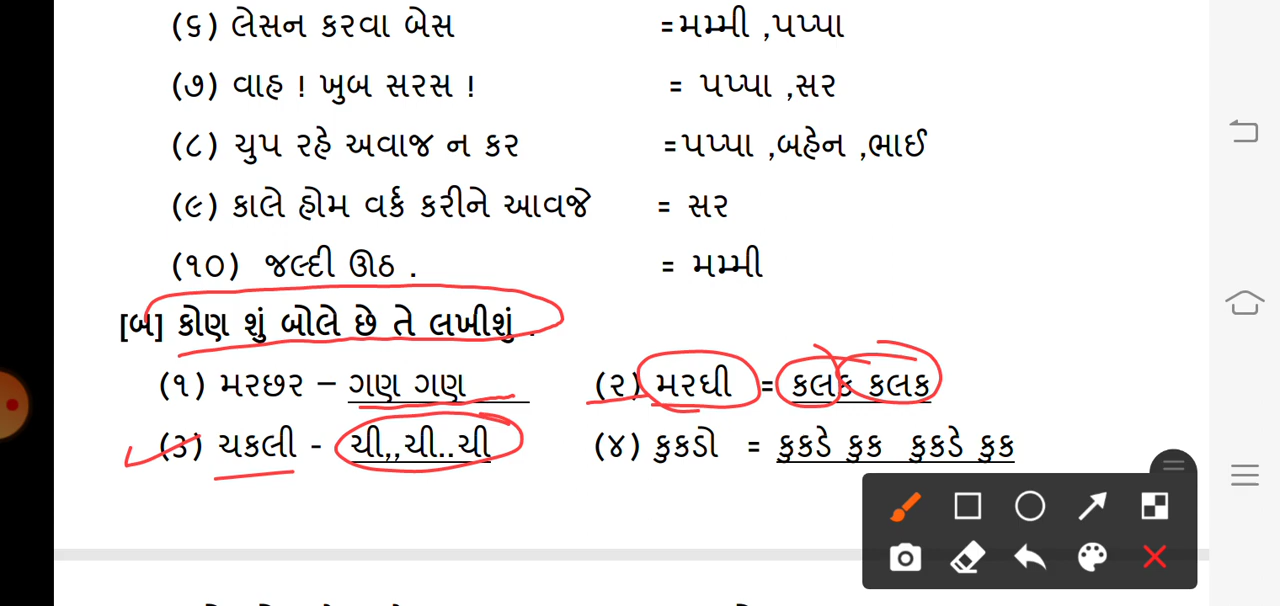 (૬) લેસન કરવા બેસ =મમ્મી ,પપ્પા
(૭) વાહ ! ખુબ સરસ ! = પપ્પા ,સર
(૮) ચુપ રહે અવાજ ન કર =પપ્પા ,બહેન ,ભાઈ
(૯) કાલે હોમ વર્ક કરીને આવજે = સર
(૧૦) જલ્દી ઊઠ . = મમ્મી
[બ] કોણ શું બોલે છે તે લખીશું .
(૧) મરછર – ગણ ગણ (૨) મરઘી = કલક કલક
(૩) ચકલી - ચી,,ચી..ચી (૪) કુકડો = કુકડે કુક કુકડે કુક